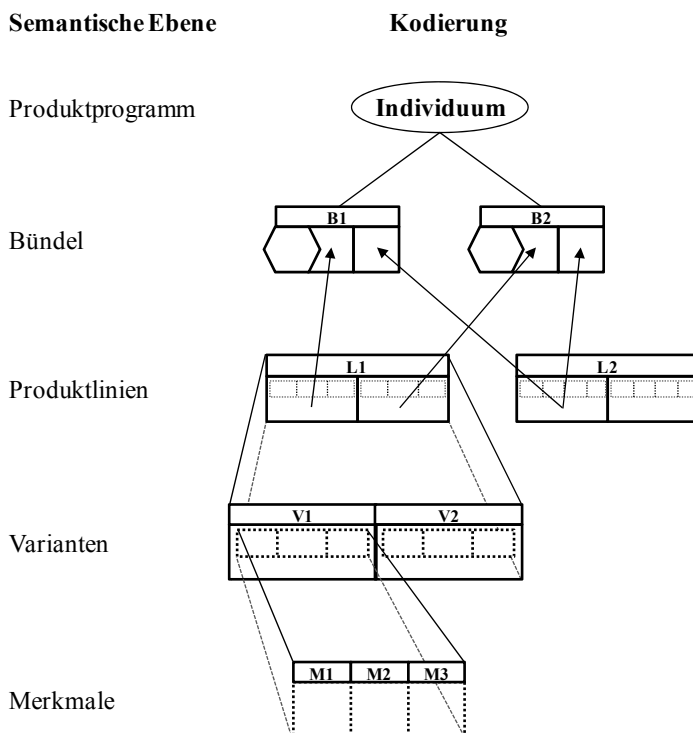 Semantische Ebene Kodierung
Produktprogramm Individuum
B1 B2
Bündel
L1 L2
Produktlinien
V1 V2
Varianten
M1 M2 M3
Merkmale